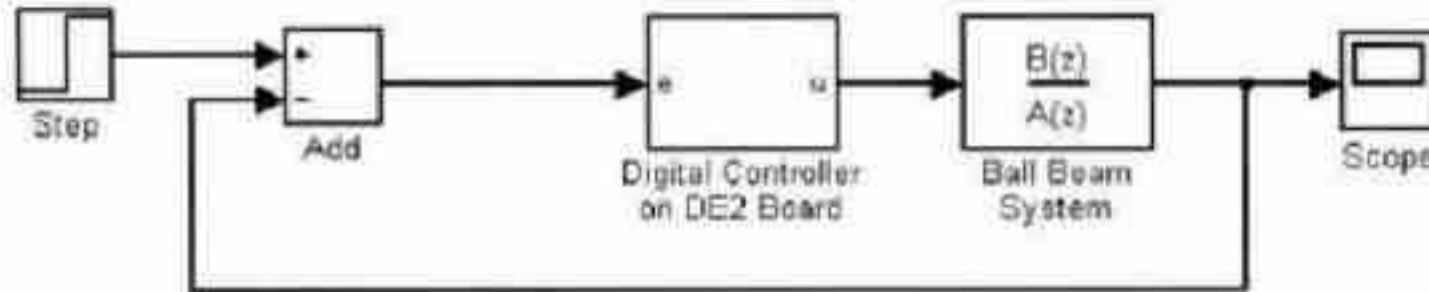 Step
+
−
Add
e
u
Digital Controller
on DE2 Board
B(z)
A(z)
Ball Beam
System
Scope